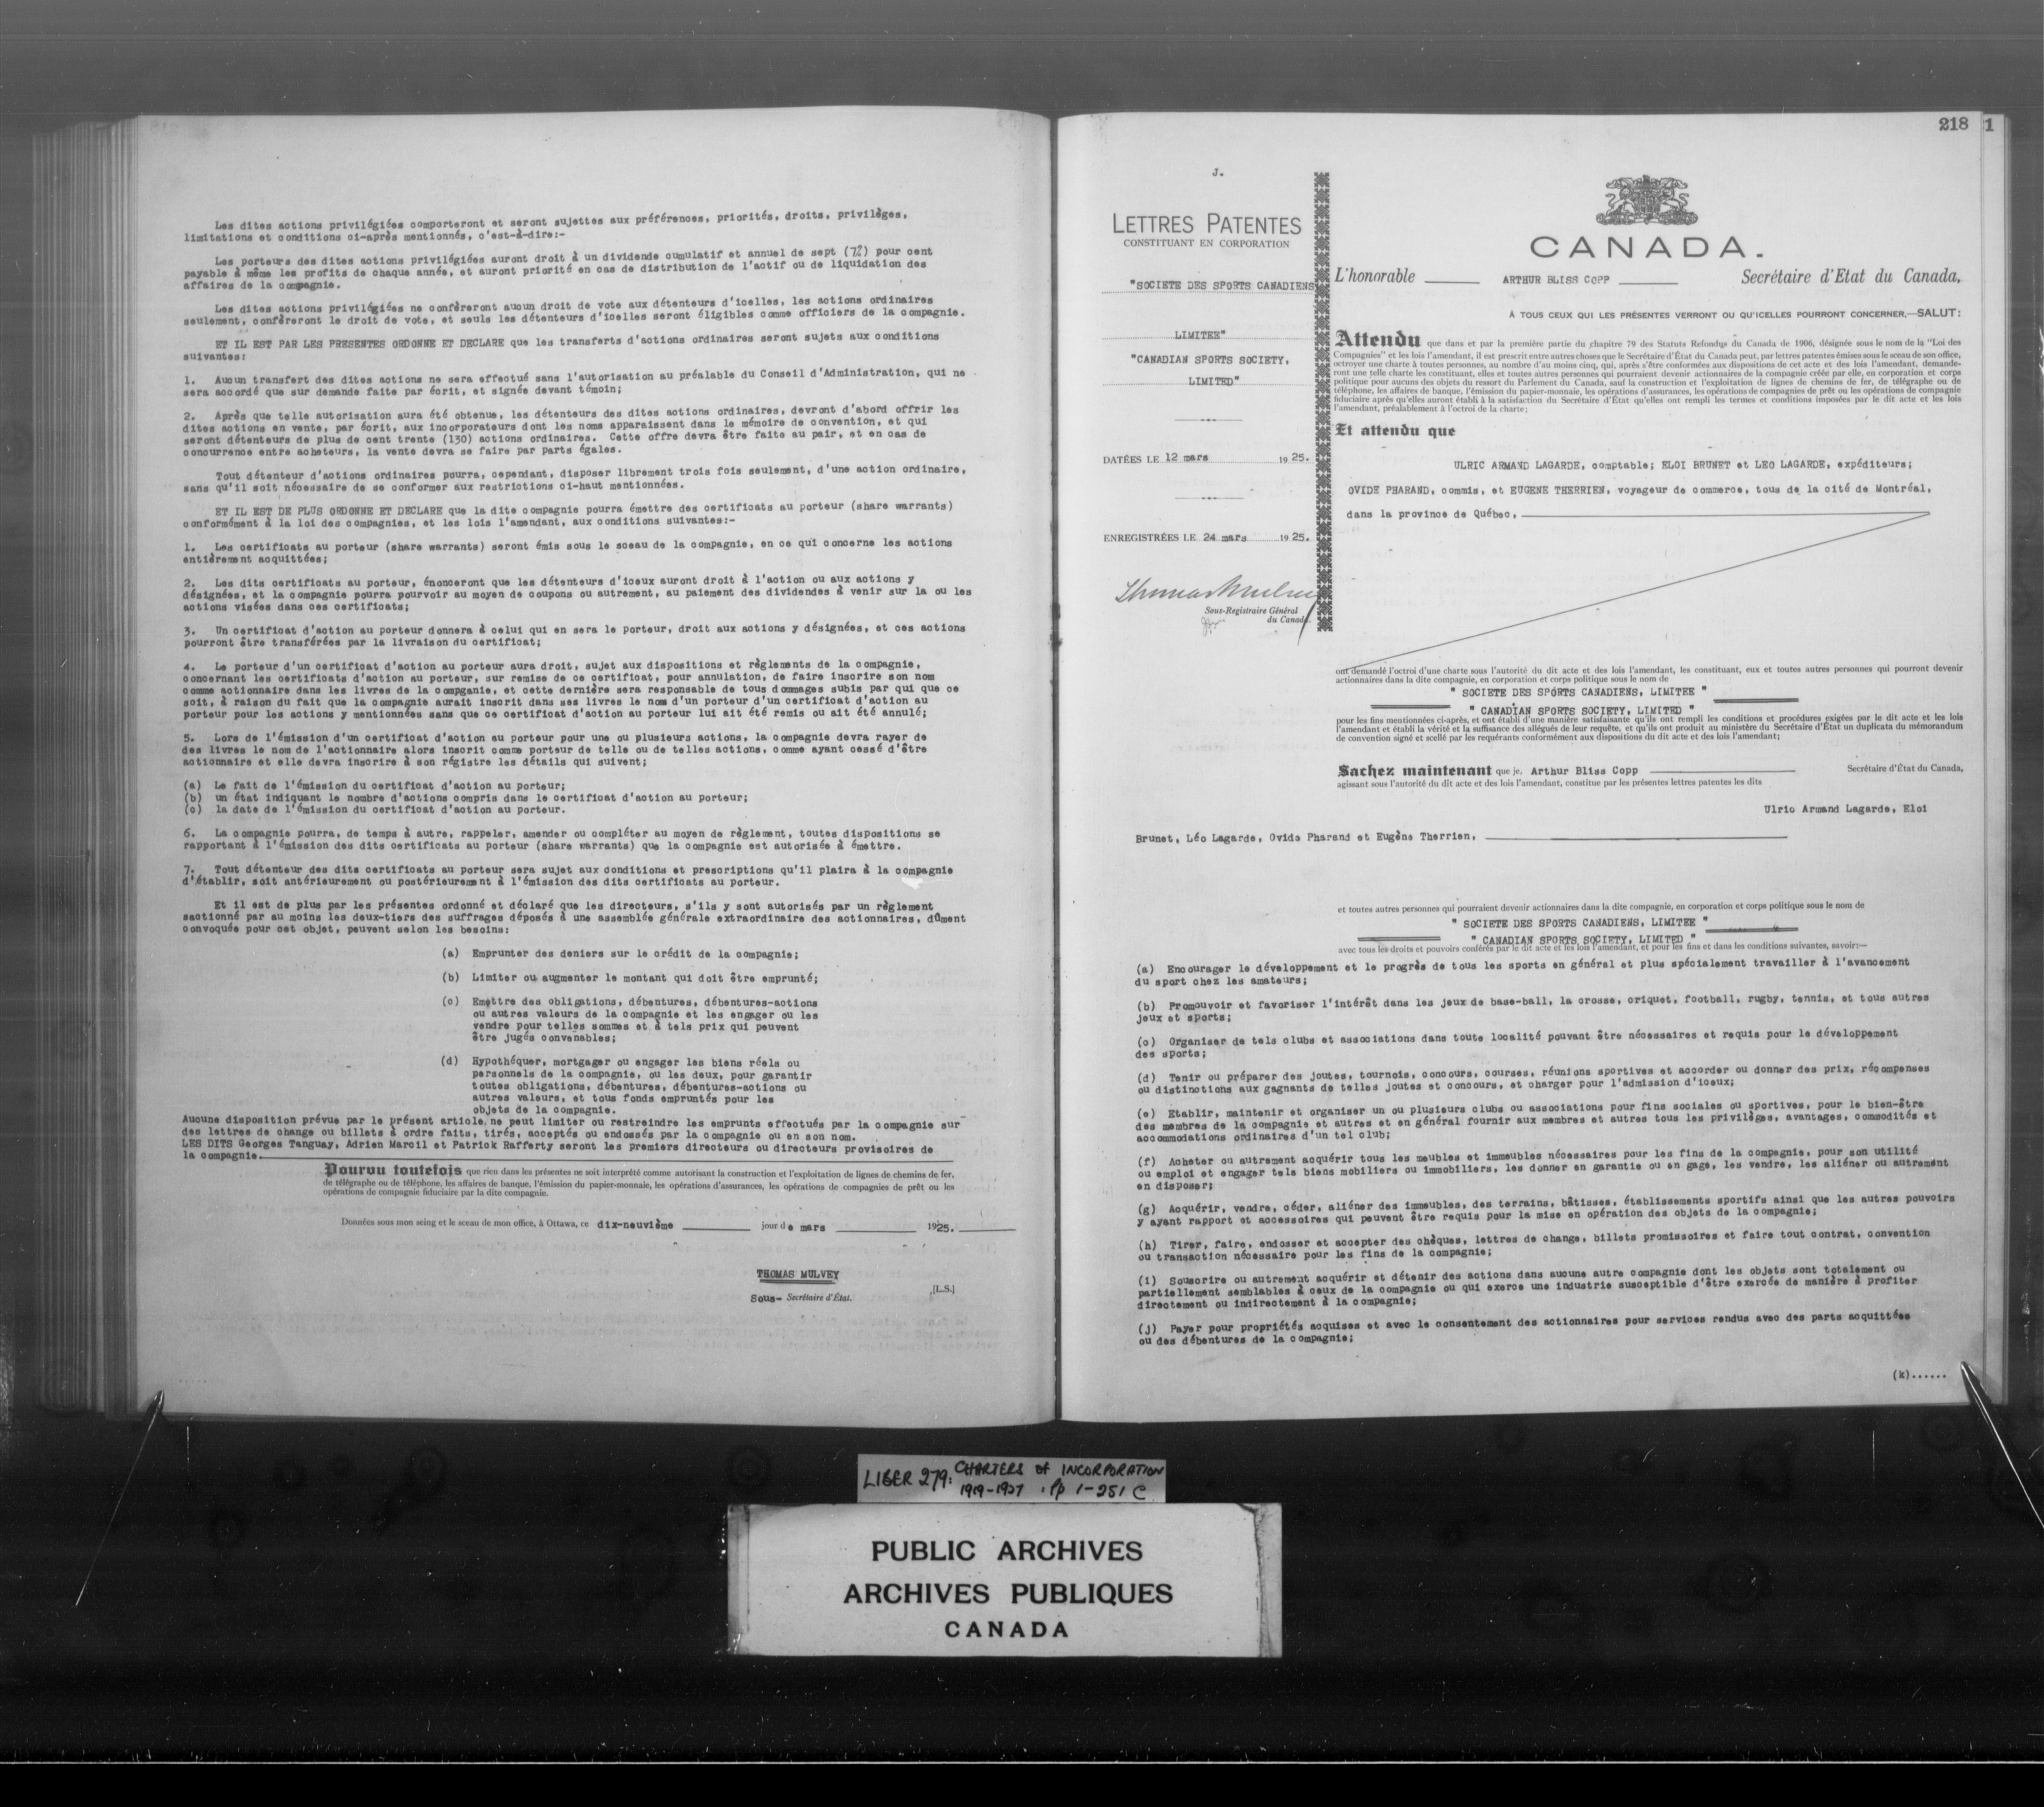 Les dites actions privilégiées comporteront et seront sujettes aux préférences, priorités, droits, privilèges,
limitations et conditions ci-après mentionnés, c'est-à-dire:-
Les porteurs des dites actions privilégiées auront droit à un dividende cumulatif et annuel de sept (7%) pour cent
payable à même les profits de chaque année, et auront priorité en cas de distribution de l'actif ou de liquidation des
affaires de la compagnie.
Les dites actions privilégiées ne confèreront aucun droit de vote aux détenteurs d'icelles, les actions ordinaires
seulement, confèreront le droit de vote, et seuls les détenteurs d'icelles seront éligibles comme officiers de la compagnie.
ET IL EST PAR LES PRESENTES ORDONNE ET DECLARE que les transferts d'actions ordinaires seront sujets aux conditions
suivantes:
1. Aucun transfert des dites actions ne sera effectué sans l'autorisation au préalable du Conseil d'Administration, qui ne
sera accordé que sur demande faite par écrit, et signée devant témoin;
2. Après que telle autorisation aura été obtenue, les détenteurs des dites actions ordinaires, devront d'abord offrir les
dites actions en vente, par écrit, aux incorporateurs dont les noms apparaissent dans le mémoire de convention, et qui
seront détenteurs de plus de cent trente (130) actions ordinaires. Cette offre devra être faite au pair, et en cas de
concurrence entre acheteurs, la vente devra se faire par parts égales.
Tout détenteur d'actions ordinaires pourra, cependant, disposer librement trois fois seulement, d'une action ordinaire,
sans qu'il soit nécessaire de se conformer aux restrictions ci-haut mentionnées.
ET IL EST DE PLUS ORDONNE ET DECLARE que la dite compagnie pourra émettre des certificats au porteur (share warrants)
conformément à la loi des compagnies, et les lois l'amendant, aux conditions suivantes:-
1. Les certificats au porteur (share warrants) seront émis sous le sceau de la compagnie, en ce qui concerne les actions
entièrement acquittées;
2. Les dits certificats au porteur, énonceront que les détenteurs d'iceux auront droit à l'action ou aux actions y
désignées, et la compagnie pourra pourvoir au moyen de coupons ou autrement, au paiement des dividendes à venir sur la ou les
actions visées dans ces certificats;
3. Un certificat d'action au porteur donnera à celui qui en sera le porteur, droit aux actions y désignées, et ces actions
pourront être transférées par la livraison du certificat;
4. Le porteur d'un certificat d'action au porteur aura droit, sujet aux dispositions et règlements de la compagnie,
concernant les certificats d'action au porteur, sur remise de ce certificat, pour annulation, de faire inscrire son nom
comme actionnaire dans les livres de la compganie, et cette dernière sera responsable de tous dommages subis par qui que ce
soit, à raison du fait que la compagnie aurait inscrit dans ses livres le nom d'un porteur d'un certificat d'action au
porteur pour les actions y mentionnées sans que ce certificat d'action au porteur lui ait été remis ou ait été annulé;
5. Lors de l'émission d'un certificat d'action au porteur pour une ou plusieurs actions, la compagnie devra rayer de
des livres le nom de l'actionnaire alors inscrit comme porteur de telle ou de telles actions, comme ayant cessé d'être
actionnaire et elle devra inscrire à son régistre les détails qui suivent;
(a) Le fait de l'émission du certificat d'action au porteur;
(b) un état indiquant le nombre d'actions compris dans le certificat d'action au porteur;
(c) la date de l'émission du certificat d'action au porteur.
6. La compagnie pourra, de temps à autre, rappeler, amender ou compléter au moyen de règlement, toutes dispositions se
rapportant à l'émission des dits certificats au porteur (share warrants) que la compagnie est autorisée à émettre.
7. Tout détenteur des dits certificats au porteur sera sujet aux conditions et prescriptions qu'il plaira à la compagnie
d'établir, soit antérieurement ou postérieurement à l'émission des dits certificats au porteur.
Et il est de plus par les présentes ordonné et déclaré que les directeurs, s'ils y sont autorisés par un règlement
sactionné par au moins les deux-tiers des suffrages déposés à une assemblée générale extraordinaire des actionnaires, dûment
convoquée pour cet objet, peuvent selon les besoins:
(a) Emprunter des deniers sur le crédit de la compagnie;
(b) Limiter ou augmenter le montant qui doit être emprunté;
(c) Emettre des obligations, débentures, débentures-actions
ou autres valeurs de la compagnie et les engager ou les
vendre pour telles sommes et à tels prix qui peuvent
être jugés convenables;
(d) Hypothéquer, mortgager ou engager les biens réels ou
personnels de la compagnie, ou les deux, pour garantir
toutes obligations, débentures, débentures-actions ou
autres valeurs, et tous fonds empruntés pour les
objets de la compagnie.
Aucune disposition prévue par le présent article, ne peut limiter ou restreindre les emprunts effectués par la compagnie sur
des lettres de change ou billets à ordre faits, tirés, acceptés ou endossés par la compagnie ou en son nom.
LES DITS Georges Tanguay, Adrien Marcil et Patrick Rafferty seront les premiers directeurs ou directeurs provisoires de
la compagnie.
Pourvu toutefois que rien dans les présentes ne soit interprété comme autorisant la construction et l'exploitation de lignes de chemins de fer,
de télégraphe ou de téléphone, les affaires de banque, l'émission du papier-monnaie, les opérations d'assurances, les opérations de compagnies de prêt ou les
opérations de compagnie fiduciaire par la dite compagnie.
Données sous mon seing et le sceau de mon office, à Ottawa, ce dix-neuvième jour de mars 1925.
THOMAS MULVEY
Sous- Secrétaire d'État.
[L.S.]
218
1
J.
LETTRES PATENTES
CONSTITUANT EN CORPORATION
"SOCIETE DES SPORTS CANADIENS
LIMITEE"
"CANADIAN SPORTS SOCIETY,
LIMITED"
DATÉES LE 12 mars 1925.
ENREGISTRÉES LE 24 mars 1925.
Thomas Mulvey
Sous-Registraire Général
du Canada.
CANADA.
L'honorable ARTHUR BLISS COPP Secrétaire d'Etat du Canada,
À TOUS CEUX QUI LES PRÉSENTES VERRONT OU QU'ICELLES POURRONT CONCERNER,—SALUT:
Attendu que dans et par la première partie du chapitre 79 des Statuts Refondus du Canada de 1906, désignée sous le nom de la "Loi des
Compagnies" et les lois l'amendant, il est prescrit entre autres choses que le Secrétaire d'État du Canada peut, par lettres patentes émises sous le sceau de son office,
octroyer une charte à toutes personnes, au nombre d'au moins cinq, qui, après s'être conformées aux dispositions de cet acte et des lois l'amendant, demande-
ront une telle charte les constituant, elles et toutes autres personnes qui pourraient devenir actionnaires de la compagnie créée par elle, en corporation et corps
politique pour aucuns des objets du ressort du Parlement du Canada, sauf la construction et l'exploitation de lignes de chemins de fer, de télégraphe ou de
téléphone, les affaires de banque, l'émission du papier-monnaie, les opérations d'assurances, les opérations de compagnies de prêt ou les opérations de compagnie
fiduciaire après qu'elles auront établi à la satisfaction du Secrétaire d'État qu'elles ont rempli les termes et conditions imposées par le dit acte et les lois
l'amendant, préalablement à l'octroi de la charte;
Et attendu que
ULRIC ARMAND LAGARDE, comptable; ELOI BRUNET et LEO LAGARDE, expéditeurs;
OVIDE PHARAND, commis, et EUGENE THERRIEN, voyageur de commerce, tous de la cité de Montréal,
dans la province de Québec,
ont demandé l'octroi d'une charte sous l'autorité du dit acte et des lois l'amendant, les constituant, eux et toutes autres personnes qui pourront devenir
actionnaires dans la dite compagnie, en corporation et corps politique sous le nom de
" SOCIETE DES SPORTS CANADIENS, LIMITEE "
" CANADIAN SPORTS SOCIETY, LIMITED "
pour les fins mentionnées ci-après, et ont établi d'une manière satisfaisante qu'ils ont rempli les conditions et procédures exigées par le dit acte et les lois
l'amendant et établi la vérité et la suffisance des allégués de leur requête, et qu'ils ont produit au ministère du Secrétaire d'État un duplicata du mémorandum
de convention signé et scellé par les requérants conformément aux dispositions du dit acte et des lois l'amendant;
Sachez maintenant que je, Arthur Bliss Copp Secrétaire d'État du Canada,
agissant sous l'autorité du dit acte et des lois l'amendant, constitue par les présentes lettres patentes les dits
Ulric Armand Lagarde, Eloi
Brunet, Léo Lagarde, Ovide Pharand et Eugène Therrien,
et toutes autres personnes qui pourraient devenir actionnaires dans la dite compagnie, en corporation et corps politique sous le nom de
" SOCIETE DES SPORTS CANADIENS, LIMITEE "
" CANADIAN SPORTS SOCIETY, LIMITED "
avec tous les droits et pouvoirs conférés par le dit acte et les lois l'amendant, et pour les fins et dans les conditions suivantes, savoir:—
(a) Encourager le développement et le progrès de tous les sports en général et plus spécialement travailler à l'avancement
du sport chez les amateurs;
(b) Promouvoir et favoriser l'intérêt dans les jeux de base-ball, la crosse, criquet, football, rugby, tennis, et tous autres
jeux et sports;
(c) Organiser de tels clubs et associations dans toute localité pouvant être nécessaires et requis pour le développement
des sports;
(d) Tenir ou préparer des joutes, tournois, concours, courses, réunions sportives et accorder ou donner des prix, récompenses
ou distinctions aux gagnants de telles joutes et concours, et charger pour l'admission d'iceux;
(e) Etablir, maintenir et organiser un ou plusieurs clubs ou associations pour fins sociales ou sportives, pour le bien-être
des membres de la compagnie et autres et en général fournir aux membres et autres tous les privilèges, avantages, commodités et
accommodations ordinaires d'un tel club;
(f) Acheter ou autrement acquérir tous les meubles et immeubles nécessaires pour les fins de la compagnie, pour son utilité
ou emploi et engager tels biens mobiliers ou immobiliers, les donner en garantie ou en gage, les vendre, les aliéner ou autrement
en disposer;
(g) Acquérir, vendre, céder, aliéner des immeubles, des terrains, bâtisses, établissements sportifs ainsi que les autres pouvoirs
y ayant rapport et accessoires qui peuvent être requis pour la mise en opération des objets de la compagnie;
(h) Tirer, faire, endosser et accepter des chèques, lettres de change, billets promissoires et faire tout contrat, convention
ou transaction nécessaire pour les fins de la compagnie;
(i) Souscrire ou autrement acquérir et détenir des actions dans aucune autre compagnie dont les objets sont totalement ou
partiellement semblables à ceux de la compagnie ou qui exerce une industrie susceptible d'être exercée de manière à profiter
directement ou indirectement à la compagnie;
(j) Payer pour propriétés acquises et avec le consentement des actionnaires pour services rendus avec des parts acquittées
ou des débentures de la compagnie;
(k)......
LIBER 279: CHARTERS of INCORPORATION
1919-1927 . Pp 1-251 C
PUBLIC ARCHIVES
ARCHIVES PUBLIQUES
CANADA